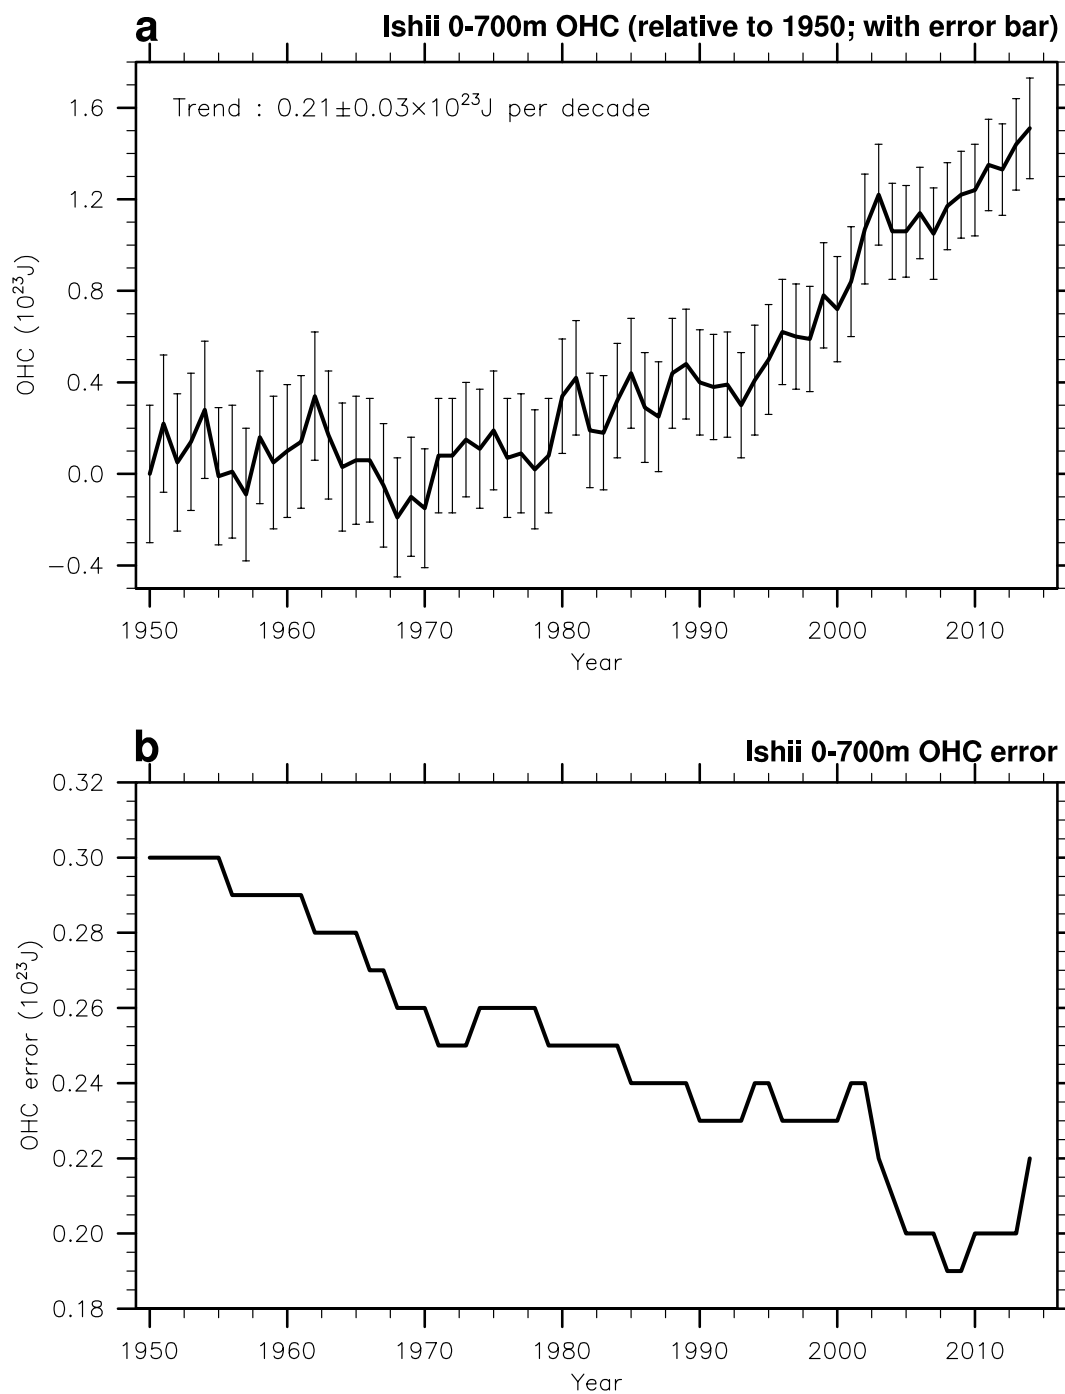 a
Ishii 0-700m OHC (relative to 1950; with error bar)
Trend : 0.21±0.03×10²³J per decade
OHC (10²³J)
1.6
1.2
0.8
0.4
0.0
−0.4
1950 1960 1970 1980 1990 2000 2010
Year
b
Ishii 0-700m OHC error
OHC error (10²³J)
0.32
0.30
0.28
0.26
0.24
0.22
0.20
0.18
1950 1960 1970 1980 1990 2000 2010
Year